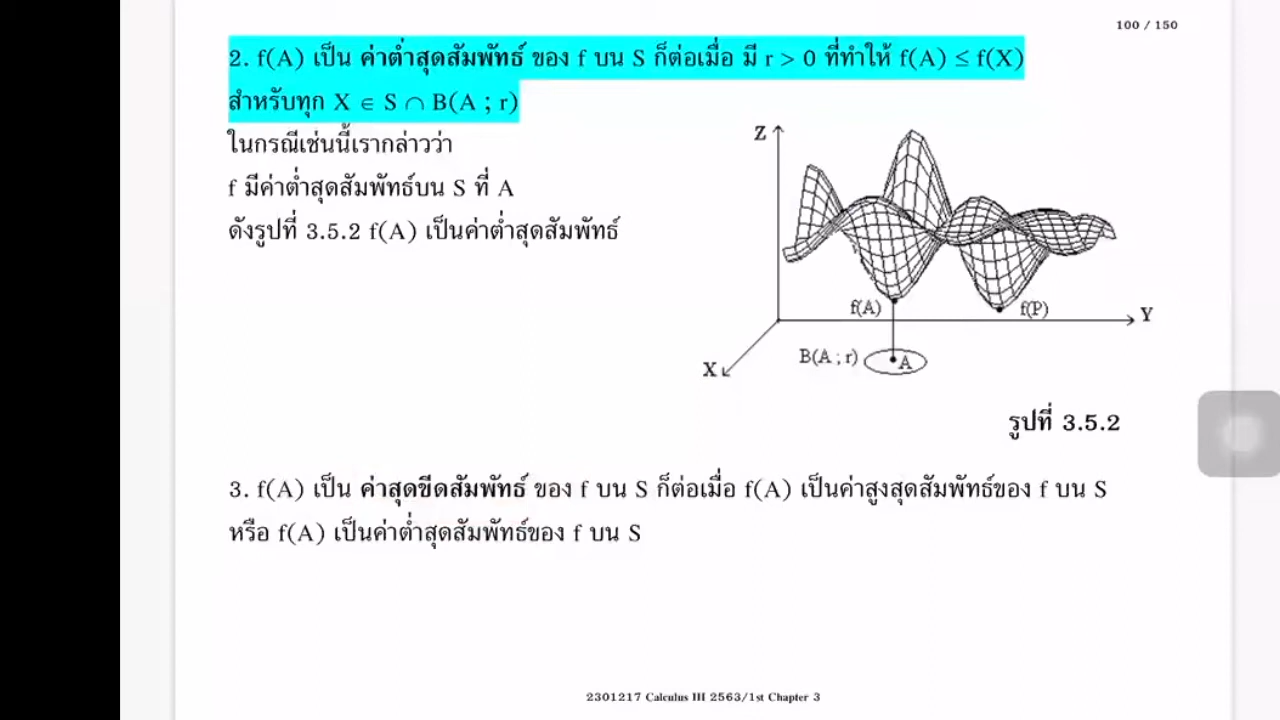 100 / 150
2. f(A) เป็น ค่าต่ำสุดสัมพัทธ์ ของ f บน S ก็ต่อเมื่อ มี r > 0 ที่ทำให้ f(A) ≤ f(X)
สำหรับทุก X ∈ S ∩ B(A ; r)
ในกรณีเช่นนี้เรากล่าวว่า
f มีค่าต่ำสุดสัมพัทธ์บน S ที่ A
ดังรูปที่ 3.5.2 f(A) เป็นค่าต่ำสุดสัมพัทธ์
Z
f(A)
f(P)
Y
B(A ; r)
A
X
รูปที่ 3.5.2
3. f(A) เป็น ค่าสุดขีดสัมพัทธ์ ของ f บน S ก็ต่อเมื่อ f(A) เป็นค่าสูงสุดสัมพัทธ์ของ f บน S
หรือ f(A) เป็นค่าต่ำสุดสัมพัทธ์ของ f บน S
2301217 Calculus III 2563/1st Chapter 3